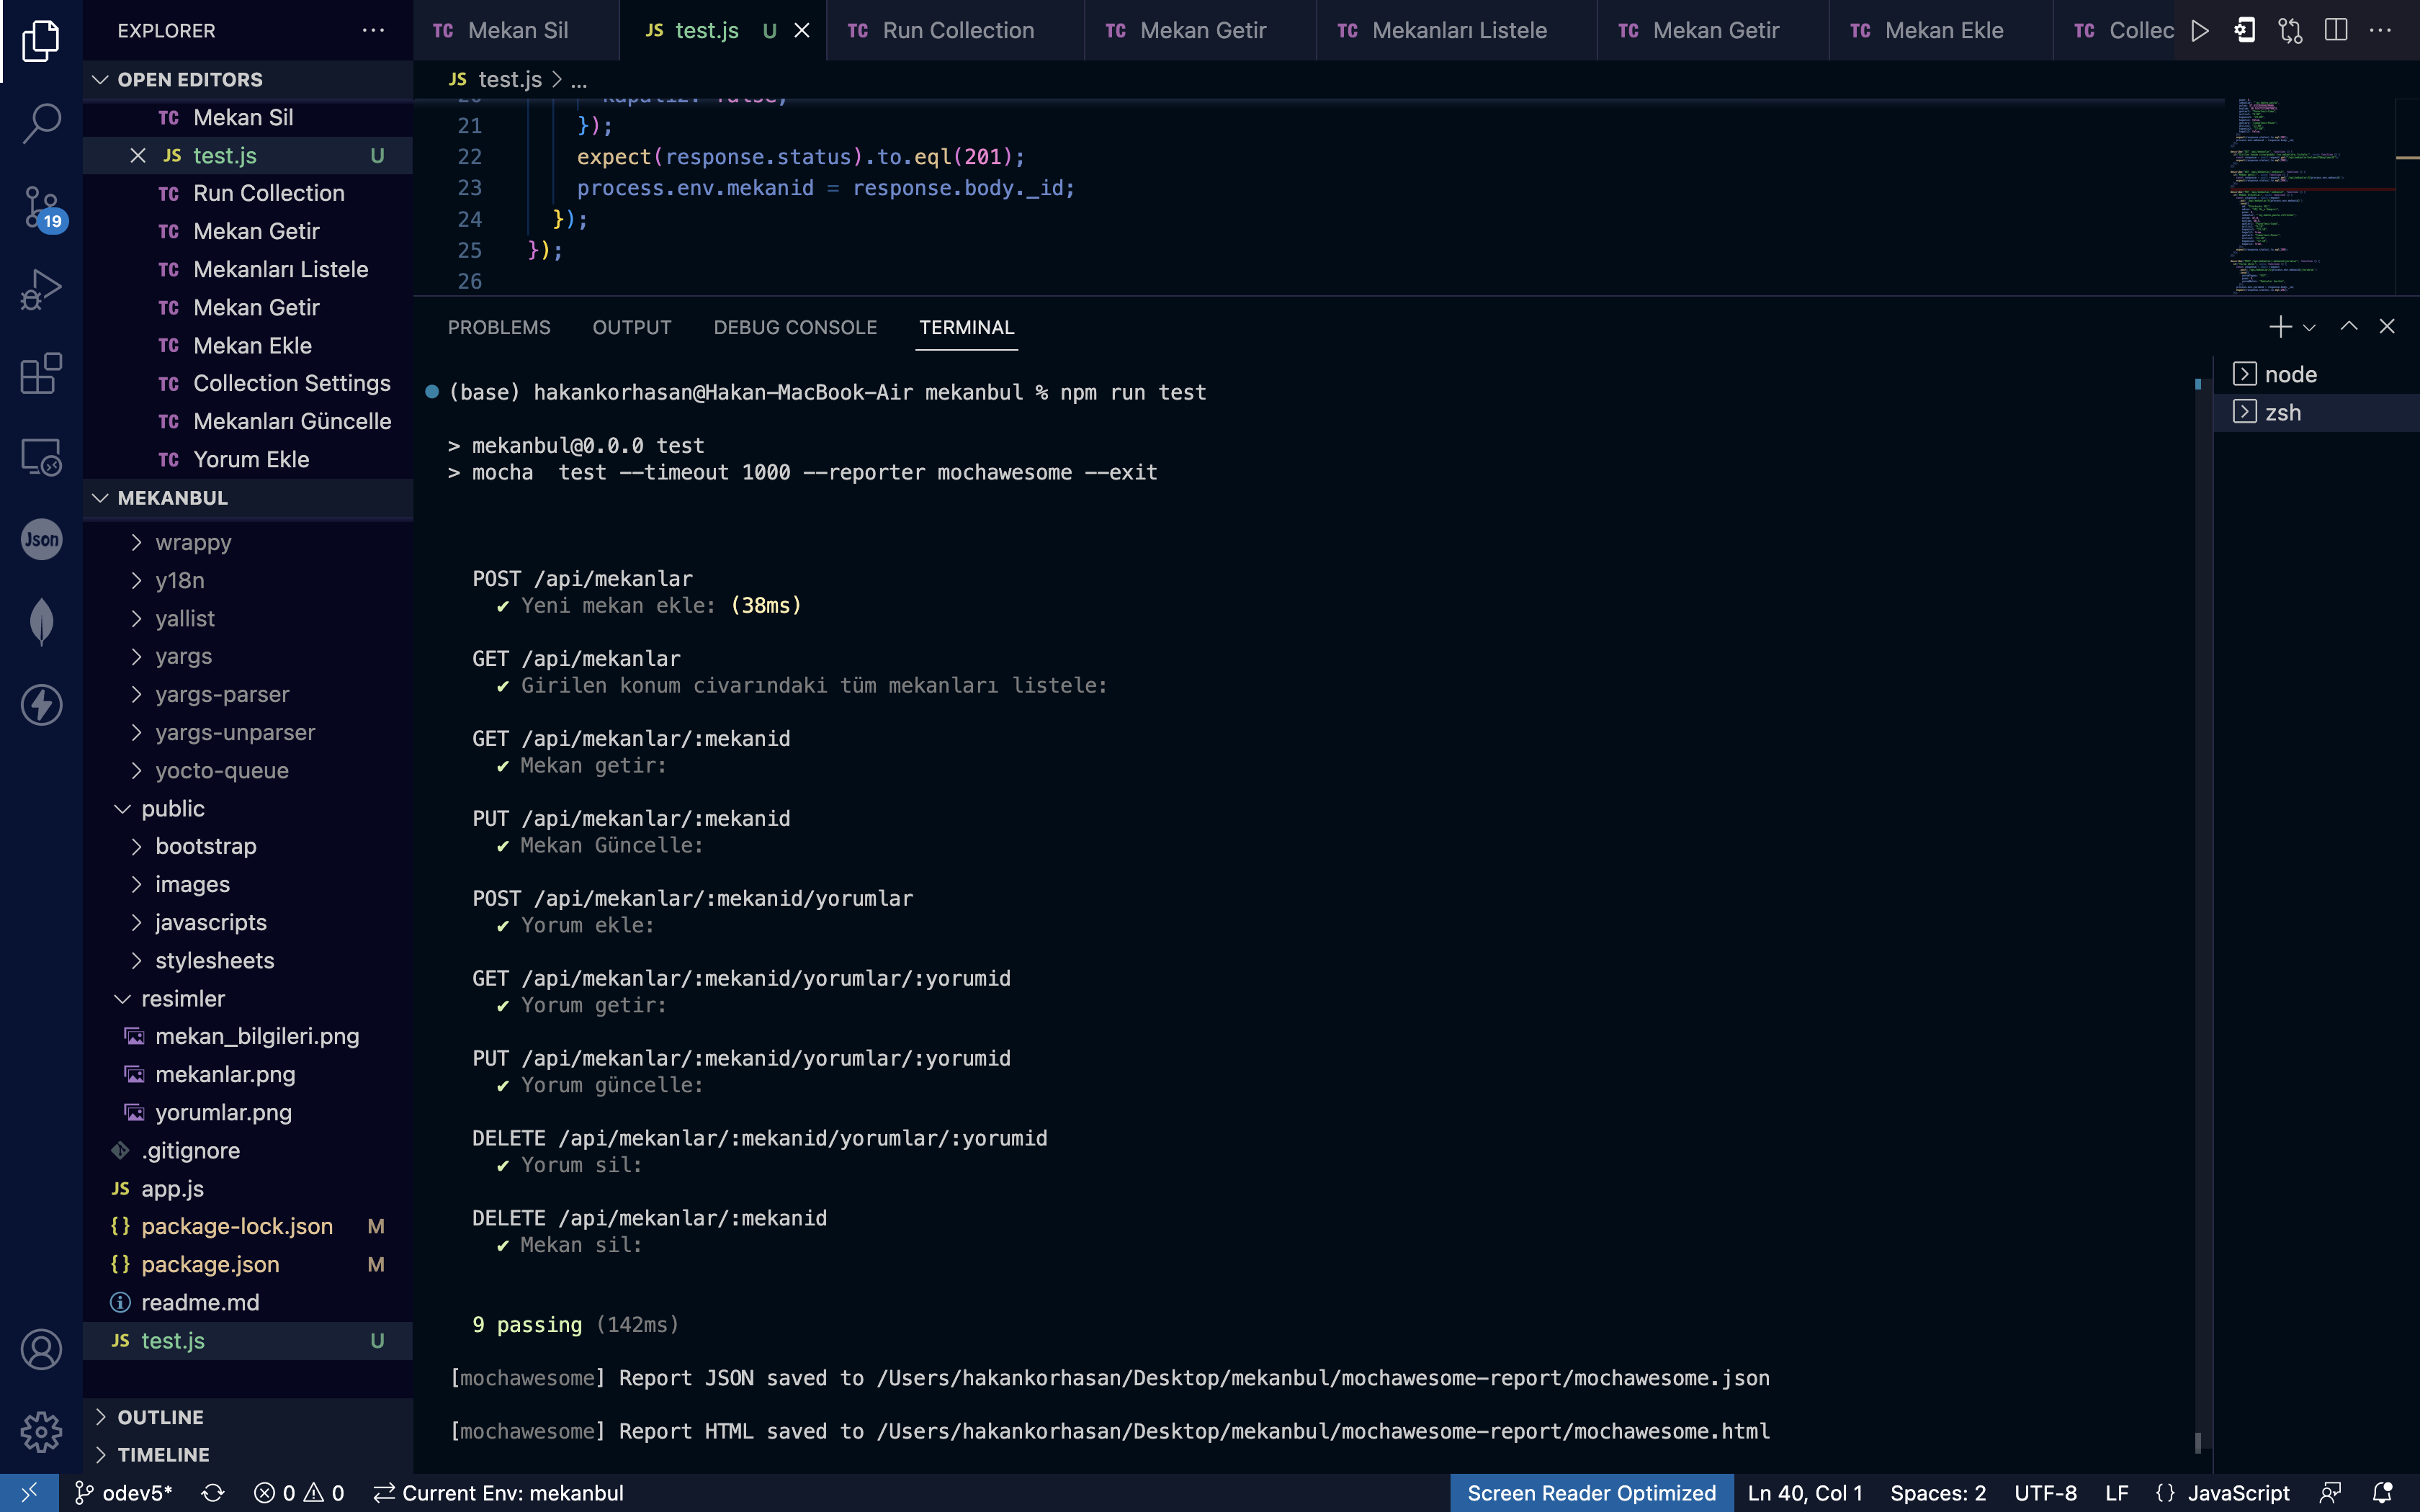 EXPLORER
OPEN EDITORS
TC Mekan Sil
JS test.js U
TC Run Collection
TC Mekan Getir
TC Mekanları Listele
TC Mekan Getir
TC Mekan Ekle
TC Collection Settings
TC Mekanları Güncelle
TC Yorum Ekle
MEKANBUL
wrappy
y18n
yallist
yargs
yargs-parser
yargs-unparser
yocto-queue
public
bootstrap
images
javascripts
stylesheets
resimler
mekan_bilgileri.png
mekanlar.png
yorumlar.png
.gitignore
JS app.js
{} package-lock.json M
{} package.json M
readme.md
JS test.js U
OUTLINE
TIMELINE
19
Json
TC Mekan Sil
JS test.js U
TC Run Collection
TC Mekan Getir
TC Mekanları Listele
TC Mekan Getir
TC Mekan Ekle
TC Collec
JS test.js > ...
21 });
22 expect(response.status).to.eql(201);
23 process.env.mekanid = response.body._id;
24 });
25 });
26
PROBLEMS OUTPUT DEBUG CONSOLE TERMINAL
node
zsh
(base) hakankorhasan@Hakan-MacBook-Air mekanbul % npm run test
> mekanbul@0.0.0 test
> mocha  test --timeout 1000 --reporter mochawesome --exit
POST /api/mekanlar
✔ Yeni mekan ekle: (38ms)
GET /api/mekanlar
✔ Girilen konum civarındaki tüm mekanları listele:
GET /api/mekanlar/:mekanid
✔ Mekan getir:
PUT /api/mekanlar/:mekanid
✔ Mekan Güncelle:
POST /api/mekanlar/:mekanid/yorumlar
✔ Yorum ekle:
GET /api/mekanlar/:mekanid/yorumlar/:yorumid
✔ Yorum getir:
PUT /api/mekanlar/:mekanid/yorumlar/:yorumid
✔ Yorum güncelle:
DELETE /api/mekanlar/:mekanid/yorumlar/:yorumid
✔ Yorum sil:
DELETE /api/mekanlar/:mekanid
✔ Mekan sil:
9 passing (142ms)
[mochawesome] Report JSON saved to /Users/hakankorhasan/Desktop/mekanbul/mochawesome-report/mochawesome.json
[mochawesome] Report HTML saved to /Users/hakankorhasan/Desktop/mekanbul/mochawesome-report/mochawesome.html
odev5* 0 0 Current Env: mekanbul Screen Reader Optimized Ln 40, Col 1 Spaces: 2 UTF-8 LF {} JavaScript